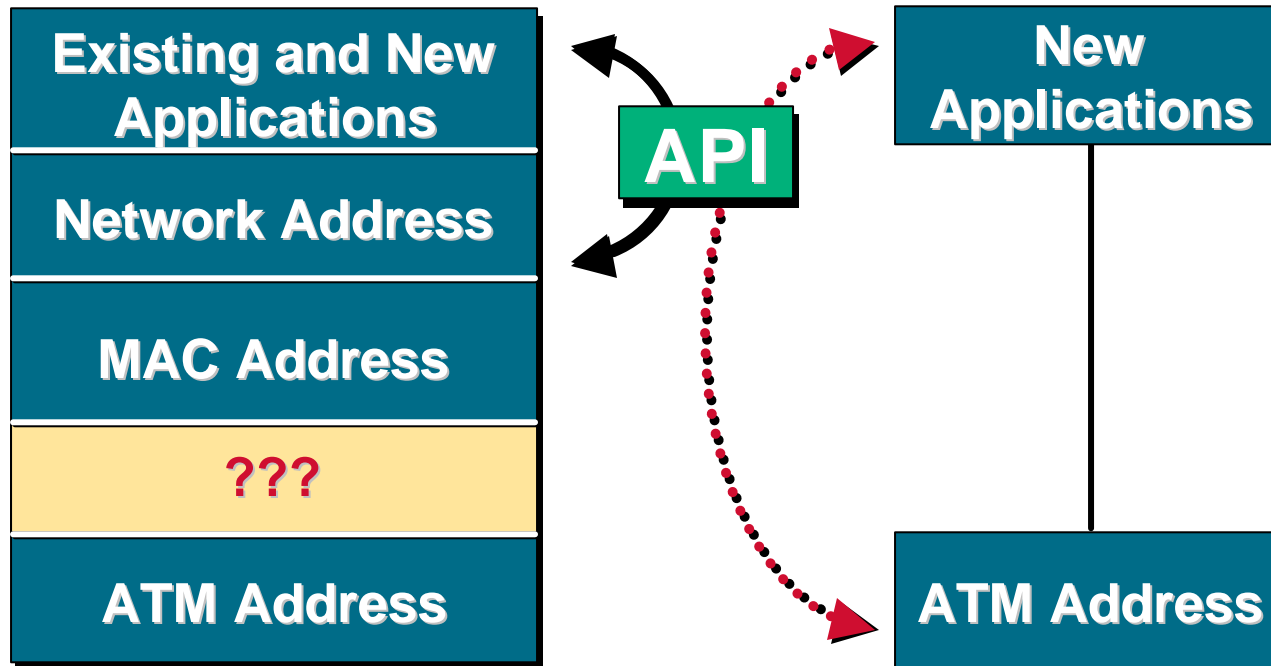 Existing and New
Applications
Network Address
MAC Address
???
ATM Address
API
New
Applications
ATM Address